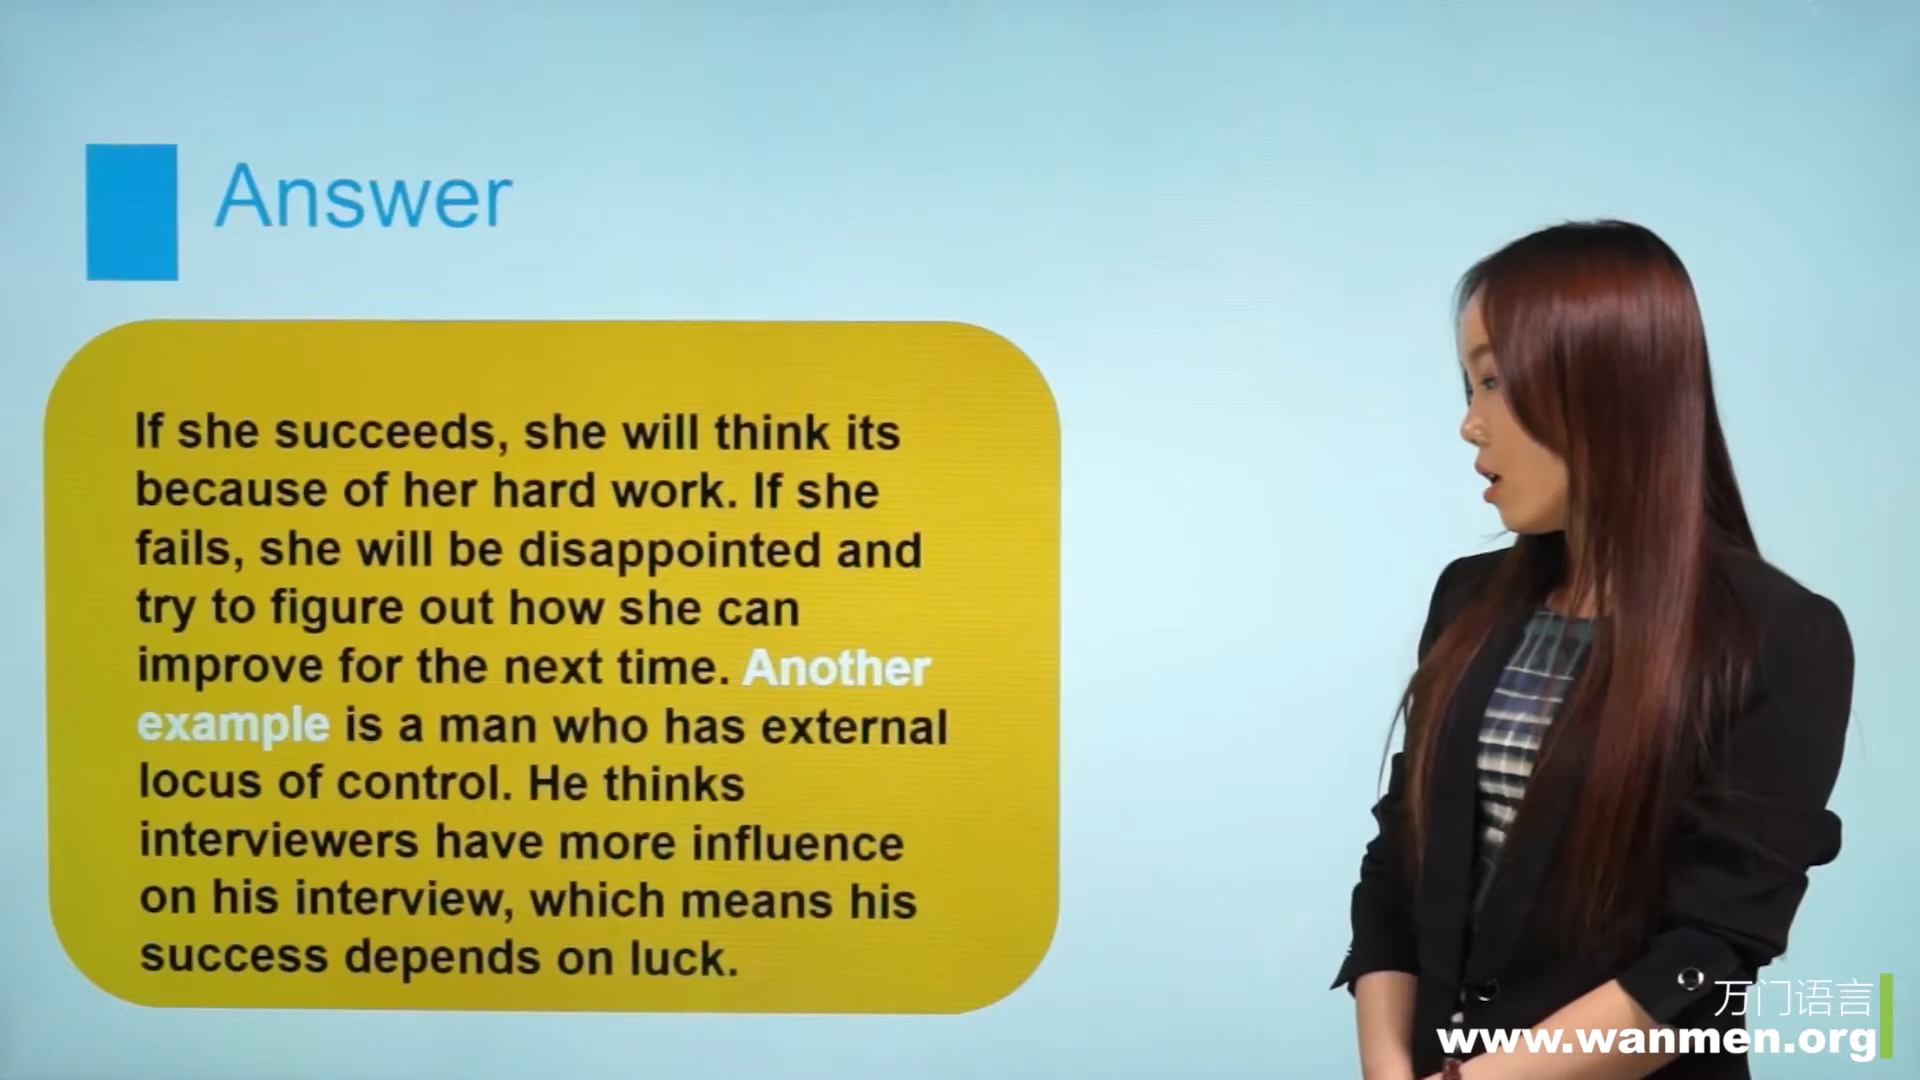 Answer
If she succeeds, she will think its
because of her hard work. If she
fails, she will be disappointed and
try to figure out how she can
improve for the next time. Another
example is a man who has external
locus of control. He thinks
interviewers have more influence
on his interview, which means his
success depends on luck.
万门语言
www.wanmen.org